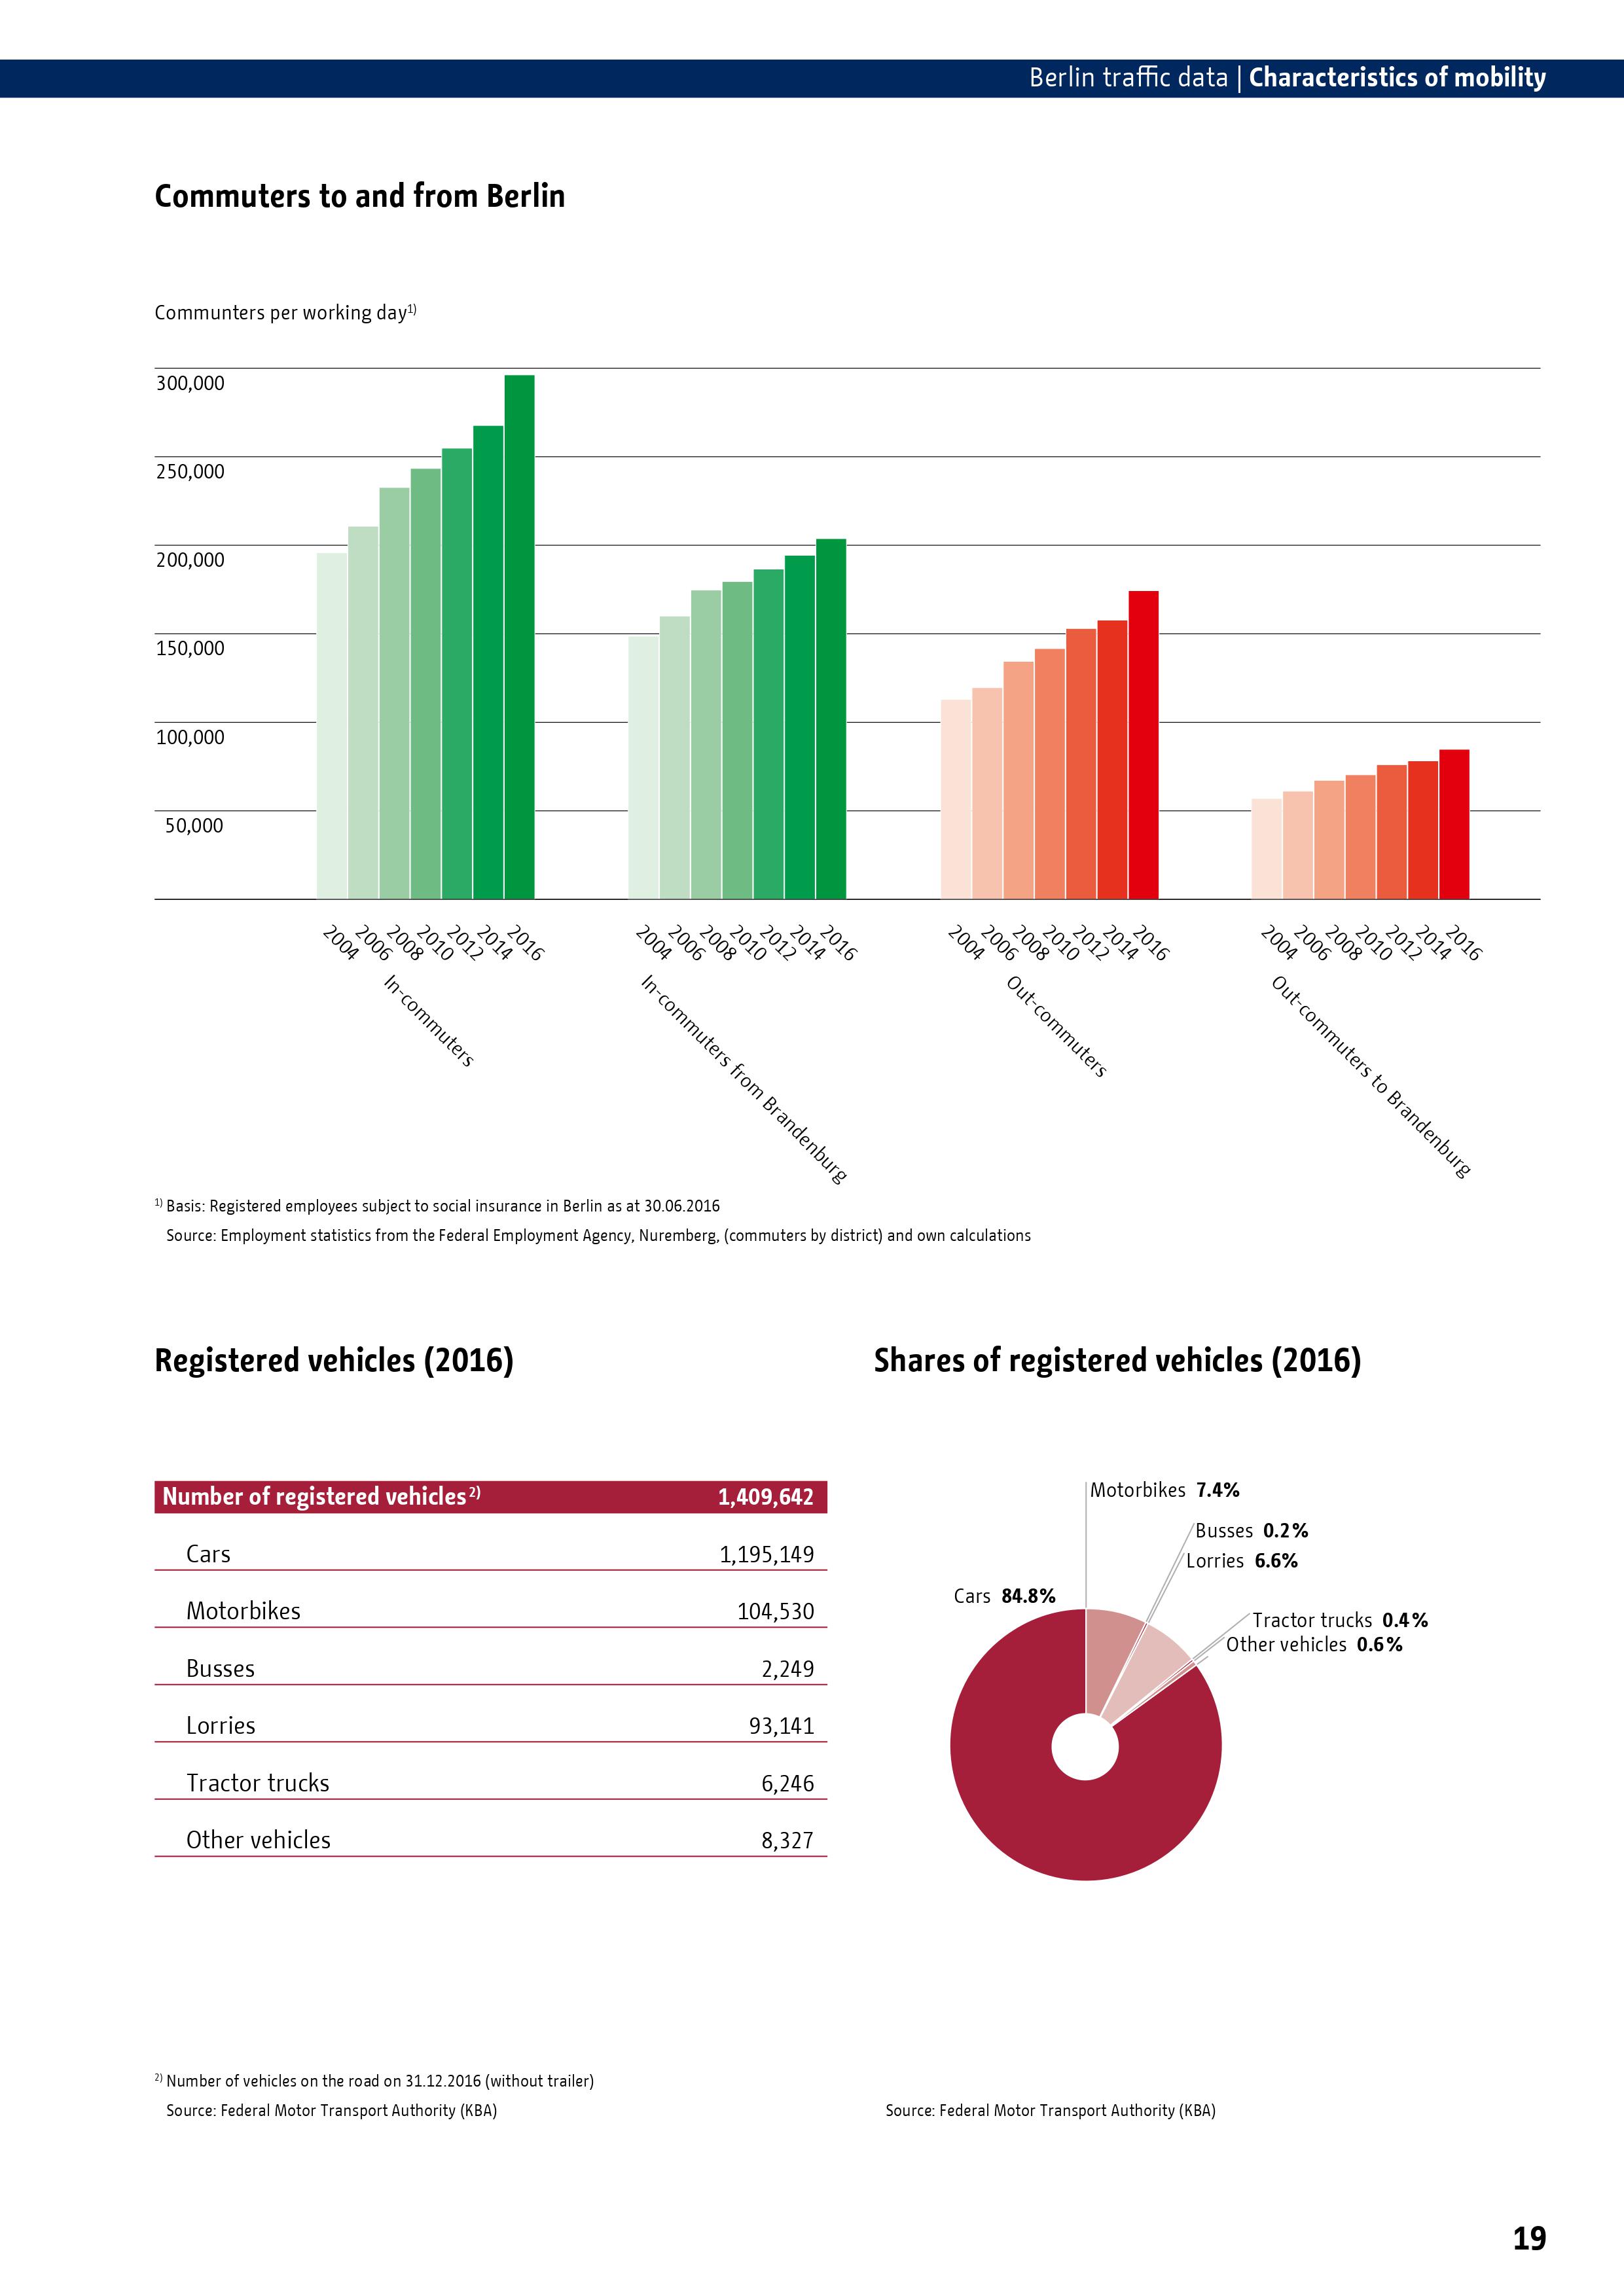 Berlin traffic data | Characteristics of mobility
Commuters to and from Berlin
Communters per working day1)
300,000
250,000
200,000
150,000
100,000
50,000
2004 2006 2008 2010 2012 2014 2016
2004 2006 2008 2010 2012 2014 2016
2004 2006 2008 2010 2012 2014 2016
2004 2006 2008 2010 2012 2014 2016
In-commuters
In-commuters from Brandenburg
Out-commuters
Out-commuters to Brandenburg
1) Basis: Registered employees subject to social insurance in Berlin as at 30.06.2016
Source: Employment statistics from the Federal Employment Agency, Nuremberg, (commuters by district) and own calculations
Registered vehicles (2016)
Number of registered vehicles 2) 1,409,642
Cars 1,195,149
Motorbikes 104,530
Busses 2,249
Lorries 93,141
Tractor trucks 6,246
Other vehicles 8,327
2) Number of vehicles on the road on 31.12.2016 (without trailer)
Source: Federal Motor Transport Authority (KBA)
Shares of registered vehicles (2016)
Motorbikes 7.4%
Busses 0.2%
Lorries 6.6%
Cars 84.8%
Tractor trucks 0.4%
Other vehicles 0.6%
Source: Federal Motor Transport Authority (KBA)
19